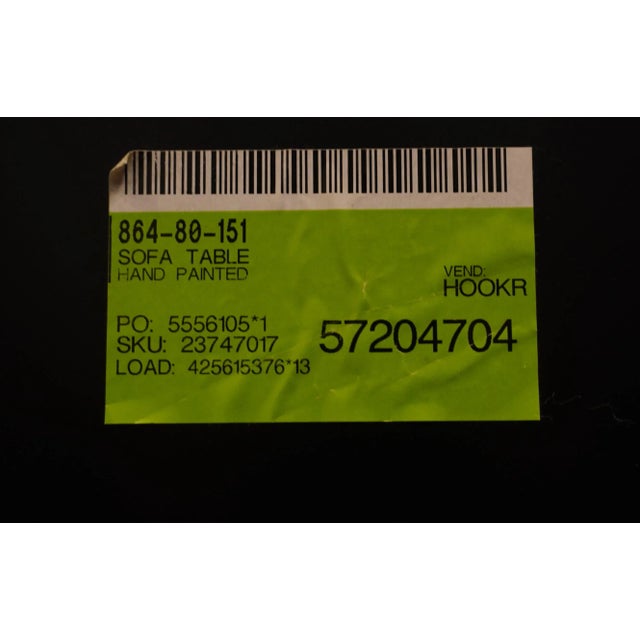 864-80-151
SOFA TABLE
HAND PAINTED
VEND:
HOOKR
PO: 5556105*1
SKU: 23747017
LOAD: 425615376*13
57204704